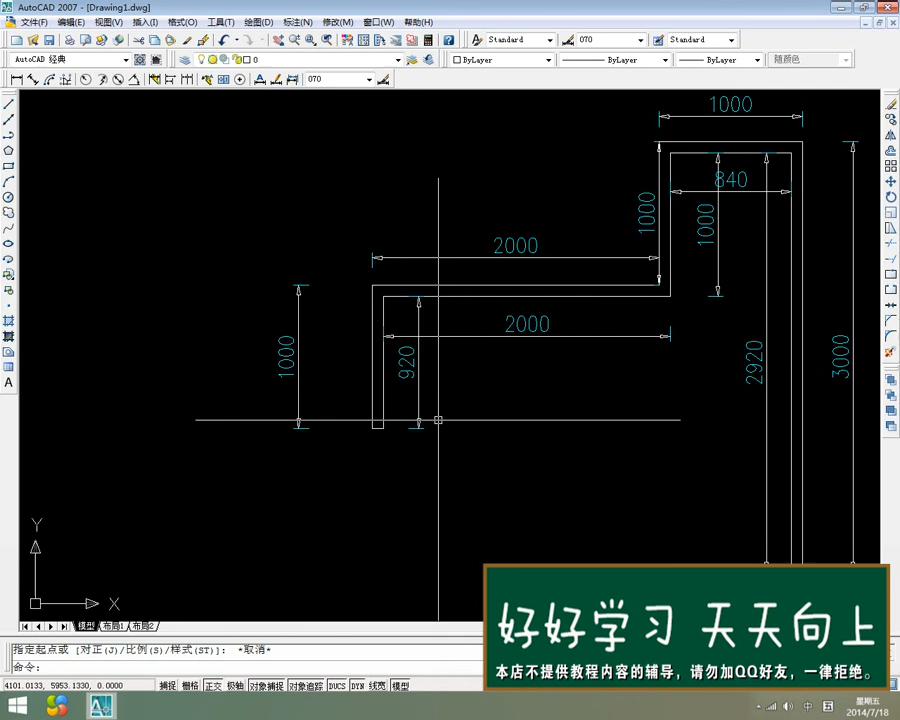 AutoCAD 2007 - [Drawing1.dwg]
文件(F) 编辑(E) 视图(V) 插入(I) 格式(O) 工具(T) 绘图(D) 标注(N) 修改(M) 窗口(W) 帮助(H)
Standard 070 Standard
AutoCAD 经典 0 ByLayer ByLayer ByLayer 随颜色
070
1000
840
1000
1000
2000
2000
1000
920
2920
3000
Y
X
A
模型 布局1 布局2
指定起点或 [对正(J)/比例(S)/样式(ST)]: *取消*
命令:
4101.0133, 5953.1330, 0.0000 捕捉 栅格 正交 极轴 对象捕捉 对象追踪 DUCS DYN 线宽 模型
好好学习 天天向上
本店不提供教程内容的辅导，请勿加QQ好友，一律拒绝。
中
星期五
2014/7/18